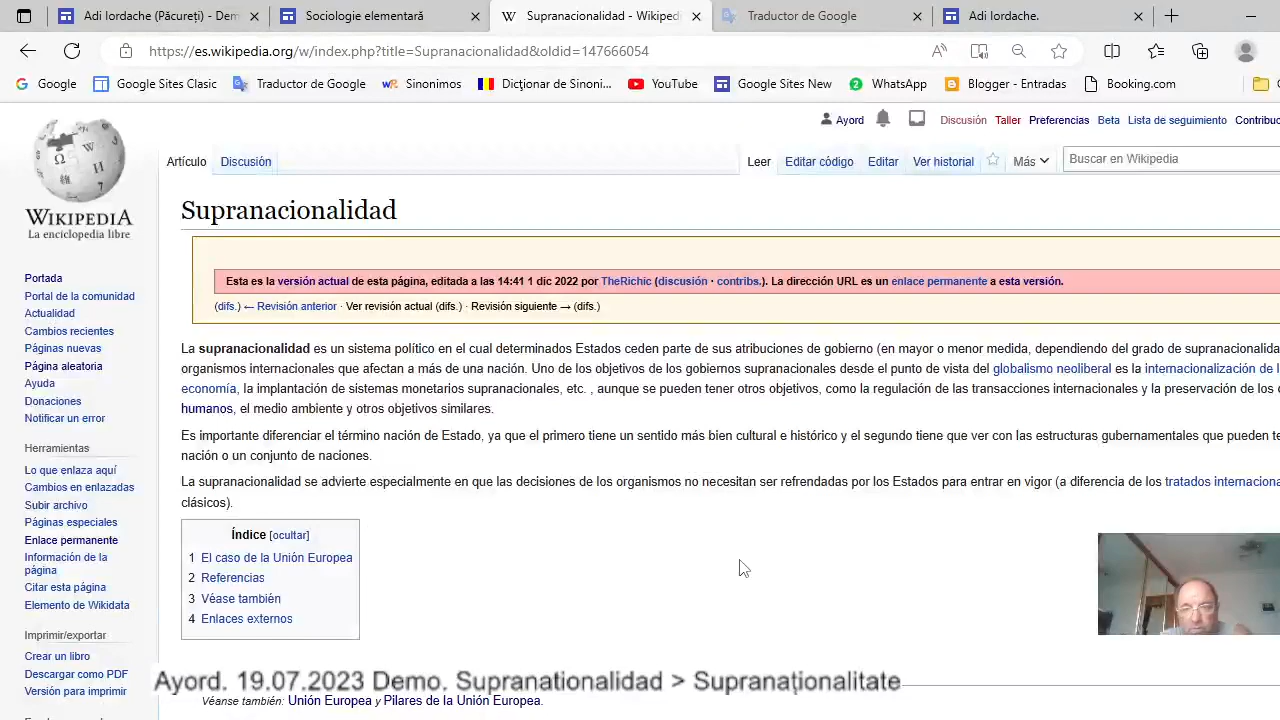 Adi Iordache (Păcureți) - Dem
Sociologie elementară
Supranacionalidad - Wikipedi
Traductor de Google
Adi Iordache.
https://es.wikipedia.org/w/index.php?title=Supranacionalidad&oldid=147666054
Google
Google Sites Clasic
Traductor de Google
Sinonimos
Dicționar de Sinoni...
YouTube
Google Sites New
WhatsApp
Blogger - Entradas
Booking.com
Ayord Discusión Taller Preferencias Beta Lista de seguimiento Contribuc
Artículo Discusión Leer Editar código Editar Ver historial Más Buscar en Wikipedia
WIKIPEDIA
La enciclopedia libre
Portada
Portal de la comunidad
Actualidad
Cambios recientes
Páginas nuevas
Página aleatoria
Ayuda
Donaciones
Notificar un error
Herramientas
Lo que enlaza aquí
Cambios en enlazadas
Subir archivo
Páginas especiales
Enlace permanente
Información de la
página
Citar esta página
Elemento de Wikidata
Imprimir/exportar
Crear un libro
Descargar como PDF
Versión para imprimir
Supranacionalidad
Esta es la versión actual de esta página, editada a las 14:41 1 dic 2022 por TheRichic (discusión · contribs.). La dirección URL es un enlace permanente a esta versión.
(difs.) ← Revisión anterior · Ver revisión actual (difs.) · Revisión siguiente → (difs.)
La supranacionalidad es un sistema político en el cual determinados Estados ceden parte de sus atribuciones de gobierno (en mayor o menor medida, dependiendo del grado de supranacionalida
organismos internacionales que afectan a más de una nación. Uno de los objetivos de los gobiernos supranacionales desde el punto de vista del globalismo neoliberal es la internacionalización de l
economía, la implantación de sistemas monetarios supranacionales, etc. , aunque se pueden tener otros objetivos, como la regulación de las transacciones internacionales y la preservación de los
humanos, el medio ambiente y otros objetivos similares.
Es importante diferenciar el término nación de Estado, ya que el primero tiene un sentido más bien cultural e histórico y el segundo tiene que ver con las estructuras gubernamentales que pueden te
nación o un conjunto de naciones.
La supranacionalidad se advierte especialmente en que las decisiones de los organismos no necesitan ser refrendadas por los Estados para entrar en vigor (a diferencia de los tratados internaciona
clásicos).
Índice [ocultar]
1 El caso de la Unión Europea
2 Referencias
3 Véase también
4 Enlaces externos
Ayord. 19.07.2023 Demo. Supranationalidad > Supranaționalitate
Véanse también: Unión Europea y Pilares de la Unión Europea.